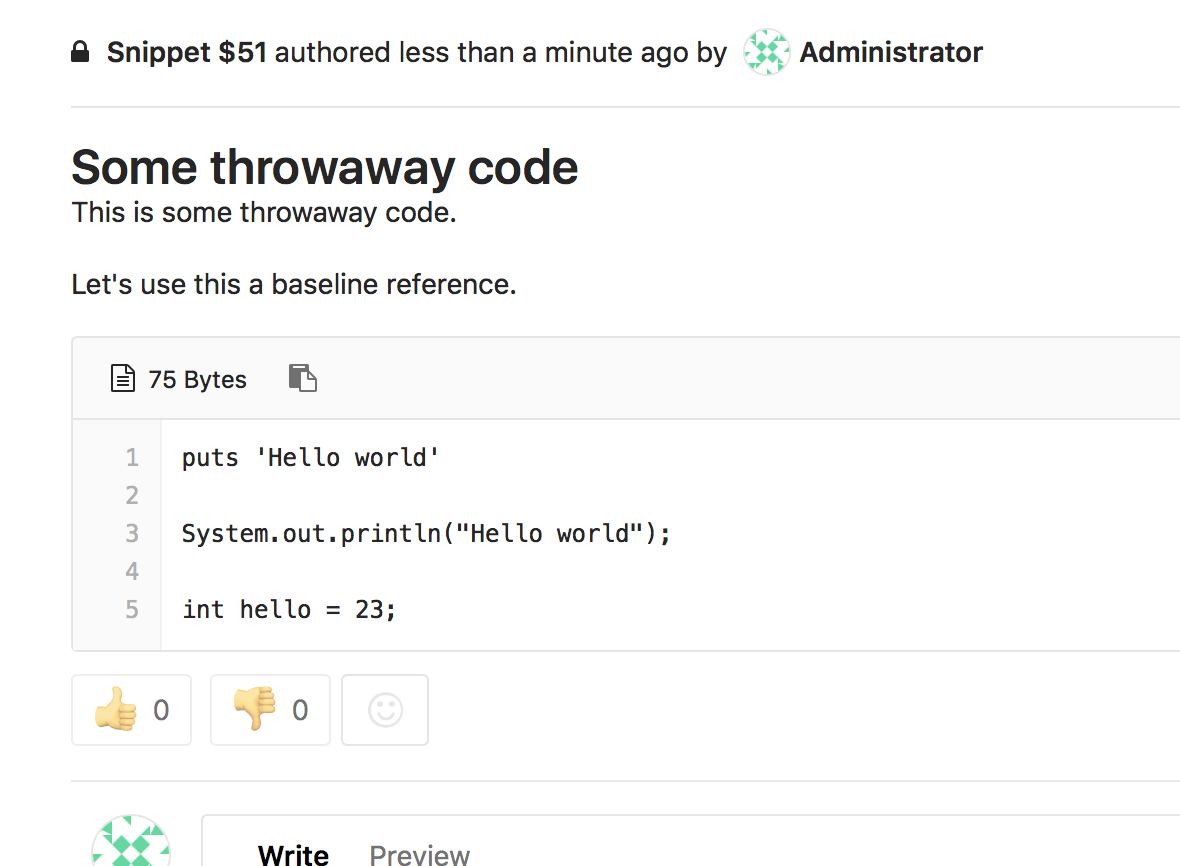 Snippet $51 authored less than a minute ago by Administrator
Some throwaway code
This is some throwaway code.
Let's use this a baseline reference.
75 Bytes
1 puts 'Hello world'
2
3 System.out.println("Hello world");
4
5 int hello = 23;
0 0
Write Preview